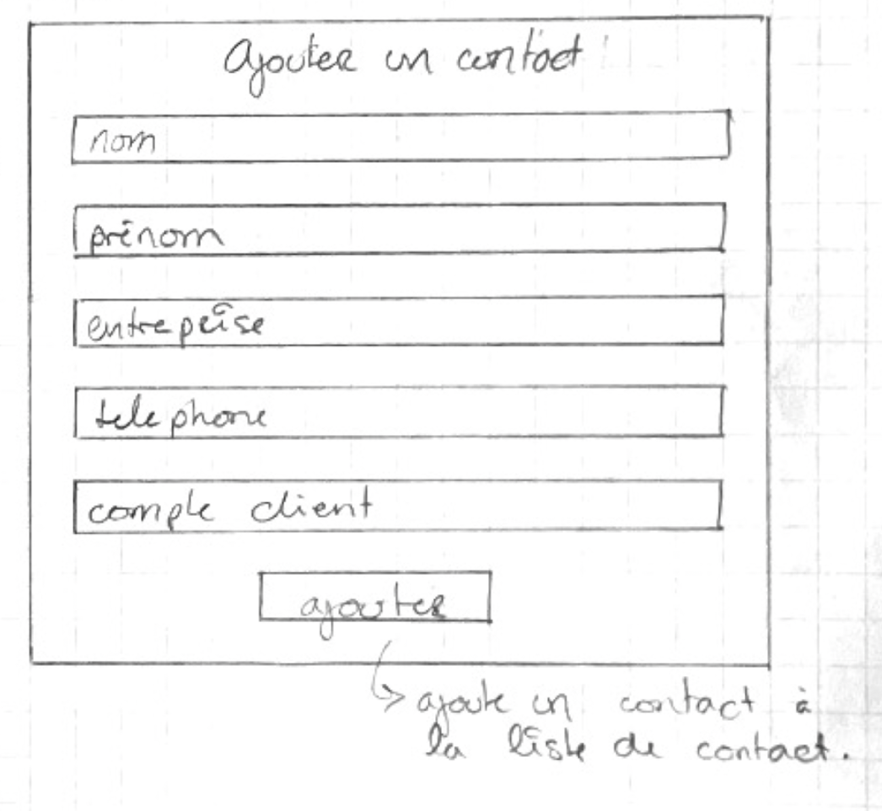 Ajouter un contact
nom
prénom
entreprise
telephone
compte client
ajouter
ajoute un contact à
la liste de contact.